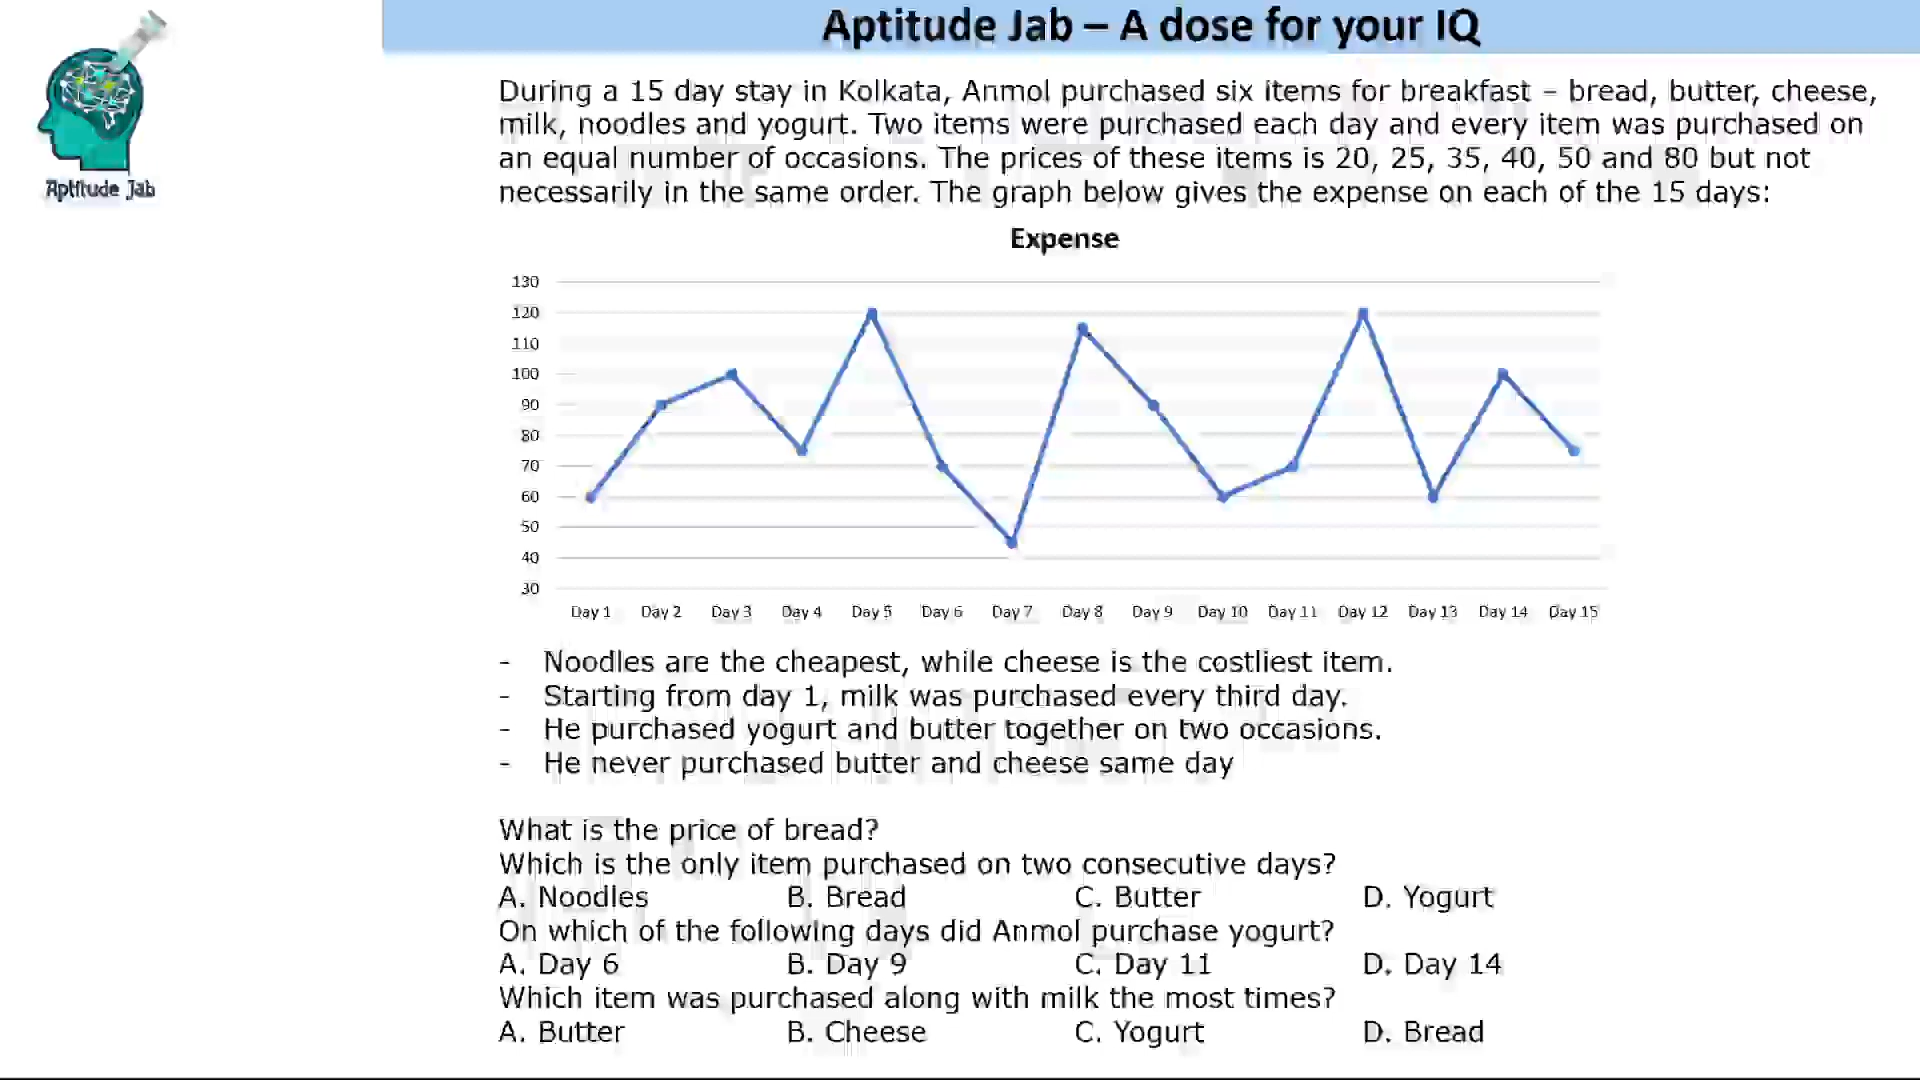 Aptitude Jab – A dose for your IQ
Aptitude Jab
During a 15 day stay in Kolkata, Anmol purchased six items for breakfast – bread, butter, cheese,
milk, noodles and yogurt. Two items were purchased each day and every item was purchased on
an equal number of occasions. The prices of these items is 20, 25, 35, 40, 50 and 80 but not
necessarily in the same order. The graph below gives the expense on each of the 15 days:
Expense
130
120
110
100
90
80
70
60
50
40
30
Day 1 Day 2 Day 3 Day 4 Day 5 Day 6 Day 7 Day 8 Day 9 Day 10 Day 11 Day 12 Day 13 Day 14 Day 15
- Noodles are the cheapest, while cheese is the costliest item.
- Starting from day 1, milk was purchased every third day.
- He purchased yogurt and butter together on two occasions.
- He never purchased butter and cheese same day
What is the price of bread?
Which is the only item purchased on two consecutive days?
A. Noodles B. Bread C. Butter D. Yogurt
On which of the following days did Anmol purchase yogurt?
A. Day 6 B. Day 9 C. Day 11 D. Day 14
Which item was purchased along with milk the most times?
A. Butter B. Cheese C. Yogurt D. Bread